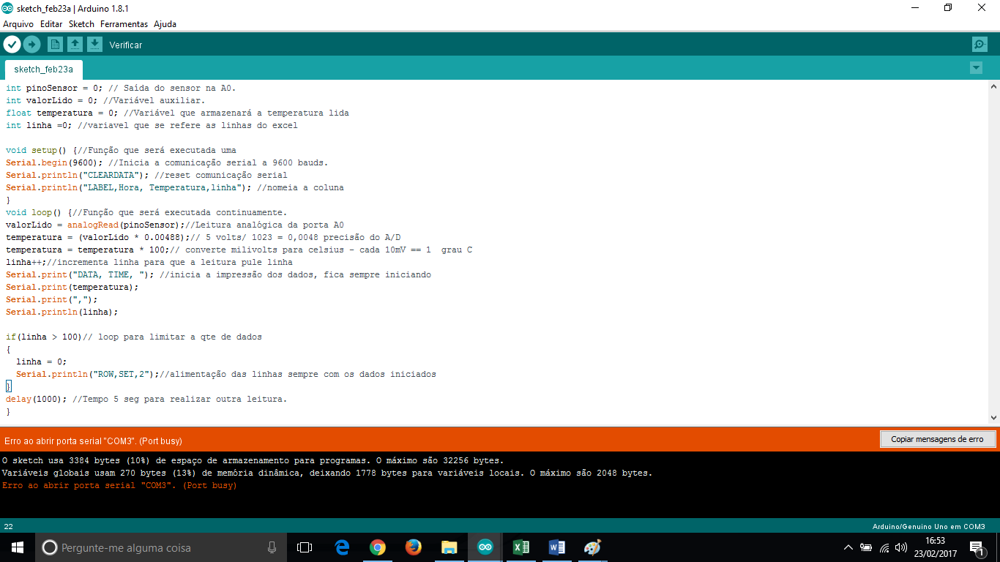 sketch_feb23a | Arduino 1.8.1
Arquivo Editar Sketch Ferramentas Ajuda
Verificar
sketch_feb23a
int pinoSensor = 0; // Saída do sensor na A0.
int valorLido = 0; //Variável auxiliar.
float temperatura = 0; //Variável que armazenará a temperatura lida
int linha =0; //variavel que se refere as linhas do excel
void setup() {//Função que será executada uma
Serial.begin(9600); //Inicia a comunicação serial a 9600 bauds.
Serial.println("CLEARDATA"); //reset comunicação serial
Serial.println("LABEL,Hora, Temperatura,linha"); //nomeia a coluna
}
void loop() {//Função que será executada continuamente.
valorLido = analogRead(pinoSensor);//Leitura analógica da porta A0
temperatura = (valorLido * 0.00488);// 5 volts/ 1023 = 0,0048 precisão do A/D
temperatura = temperatura * 100;// converte milivolts para celsius - cada 10mV == 1  grau C
linha++;//incrementa linha para que a leitura pule linha
Serial.print("DATA, TIME, "); //inicia a impressão dos dados, fica sempre iniciando
Serial.print(temperatura);
Serial.print(",");
Serial.println(linha);
if(linha > 100)// loop para limitar a qte de dados
{
linha = 0;
Serial.println("ROW,SET,2");//alimentação das linhas sempre com os dados iniciados
}
delay(1000); //Tempo 5 seg para realizar outra leitura.
}
Erro ao abrir porta serial "COM3". (Port busy)
Copiar mensagens de erro
O sketch usa 3384 bytes (10%) de espaço de armazenamento para programas. O máximo são 32256 bytes.
Variáveis globais usam 270 bytes (13%) de memória dinâmica, deixando 1778 bytes para variáveis locais. O máximo são 2048 bytes.
Erro ao abrir porta serial "COM3". (Port busy)
22
Arduino/Genuino Uno em COM3
Pergunte-me alguma coisa
16:53
23/02/2017
1